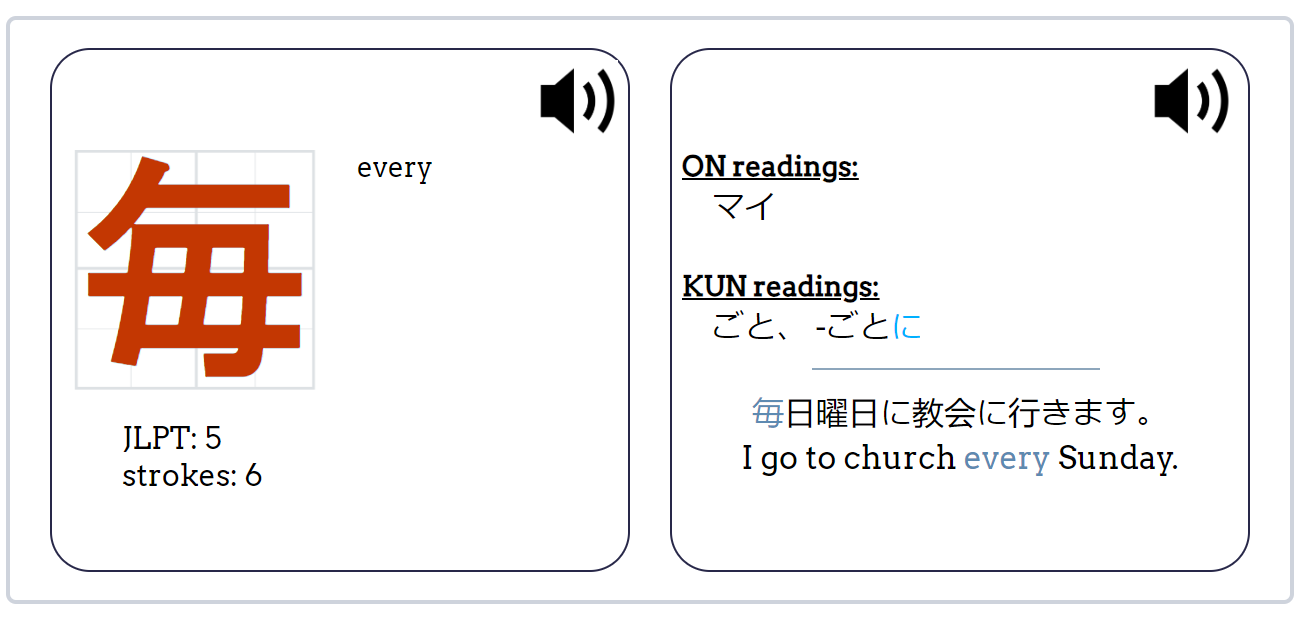 毎
every
JLPT: 5
strokes: 6
ON readings:
マイ
KUN readings:
ごと、 -ごとに
毎日曜日に教会に行きます。
I go to church every Sunday.